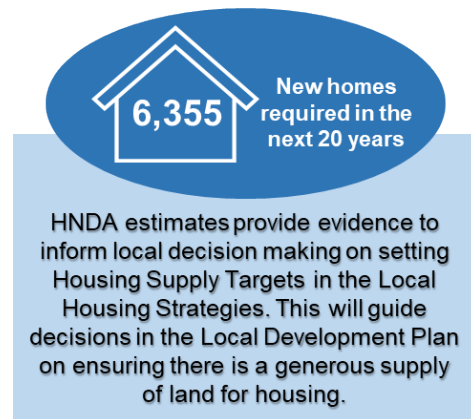 6,355
New homes
required in the
next 20 years
HNDA estimates provide evidence to
inform local decision making on setting
Housing Supply Targets in the Local
Housing Strategies. This will guide
decisions in the Local Development Plan
on ensuring there is a generous supply
of land for housing.